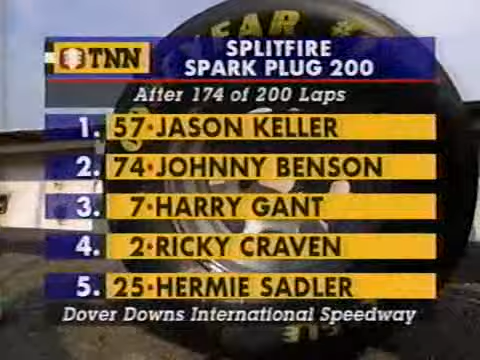 TNN
SPLITFIRE
SPARK PLUG 200
After 174 of 200 Laps
1. 57•JASON KELLER
2. 74•JOHNNY BENSON
3. 7•HARRY GANT
4. 2•RICKY CRAVEN
5. 25•HERMIE SADLER
Dover Downs International Speedway